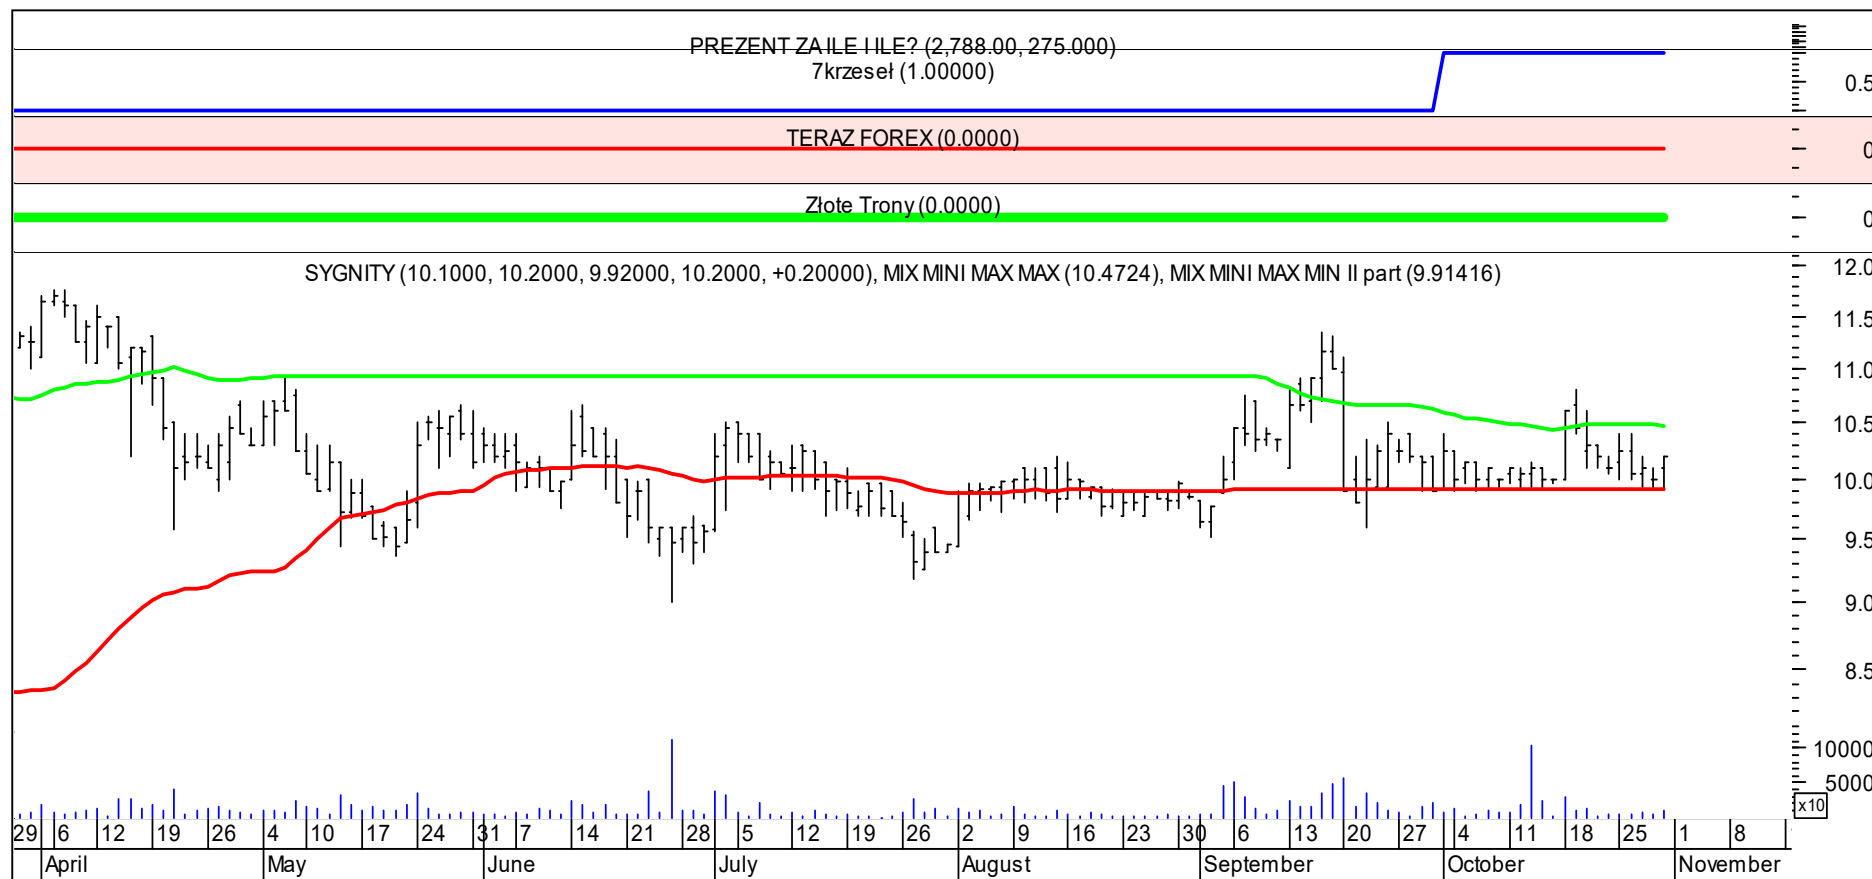 PREZENT ZA ILE I ILE? (2,788.00, 275.000)
7krzeseł (1.00000)
0.5
TERAZ FOREX (0.0000)
0
Złote Trony (0.0000)
0
SYGNITY (10.1000, 10.2000, 9.92000, 10.2000, +0.20000), MIX MINI MAX MAX (10.4724), MIX MINI MAX MIN II part (9.91416)
12.0
11.5
11.0
10.5
10.0
9.5
9.0
8.5
10000
5000
x10
29 6 12 19 26 4 10 17 24 31 7 14 21 28 5 12 19 26 2 9 16 23 30 6 13 20 27 4 11 18 25 1 8
April May June July August September October November